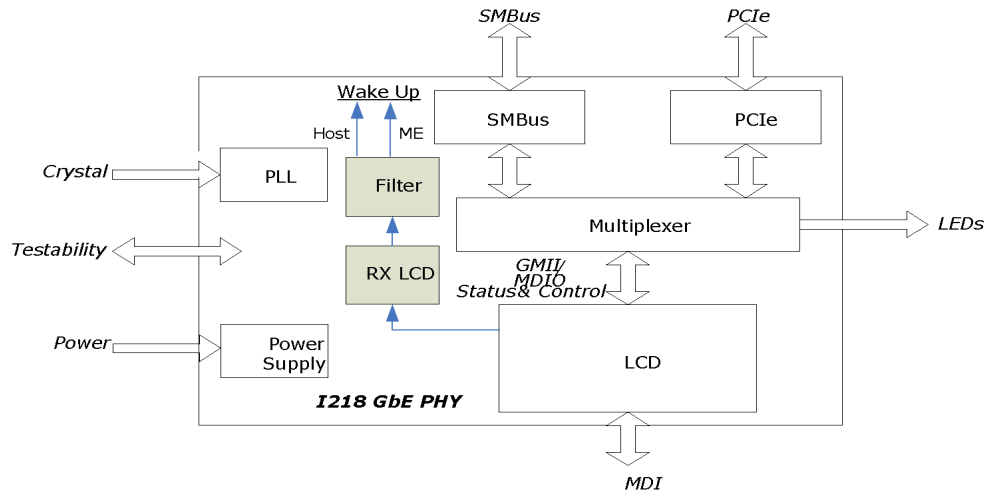 SMBus
PCIe
Wake Up
Host
ME
SMBus
PCIe
Crystal
PLL
Filter
Multiplexer
LEDs
Testability
RX LCD
GMII/
MDIO
Status& Control
Power
Power
Supply
LCD
I218 GbE PHY
MDI